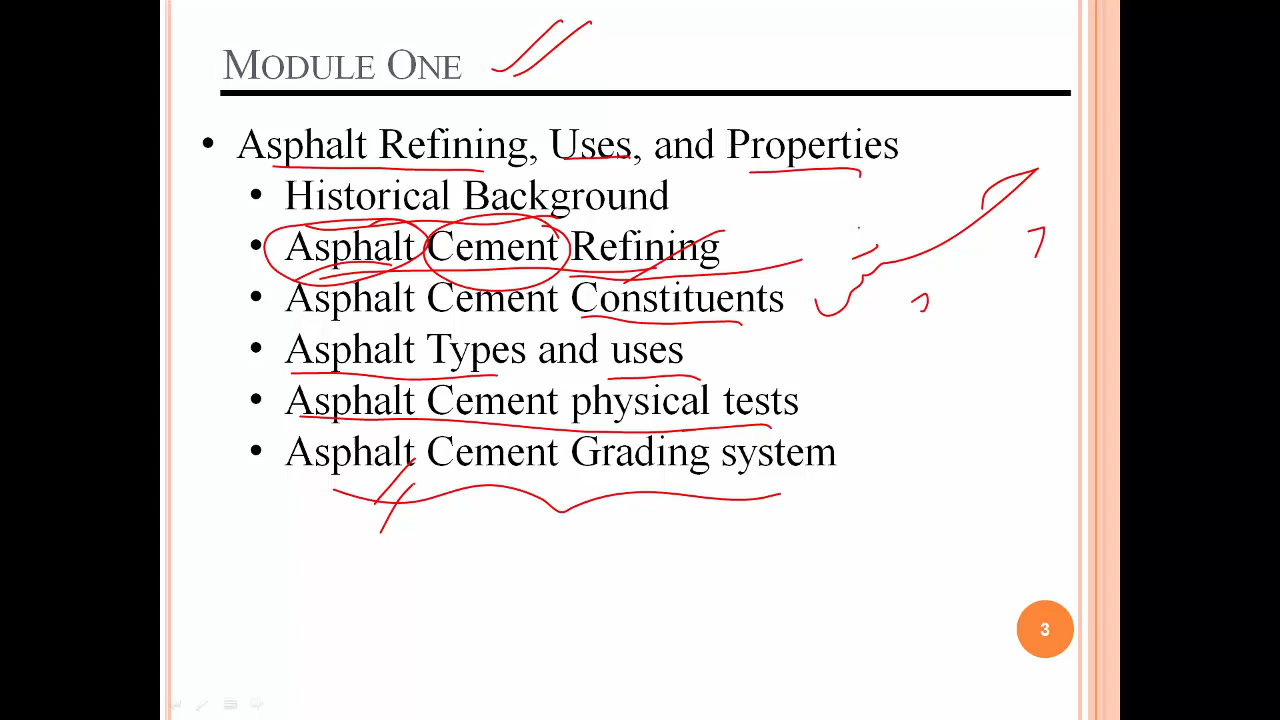 MODULE ONE
• Asphalt Refining, Uses, and Properties
• Historical Background
• Asphalt Cement Refining
• Asphalt Cement Constituents
• Asphalt Types and uses
• Asphalt Cement physical tests
• Asphalt Cement Grading system
3